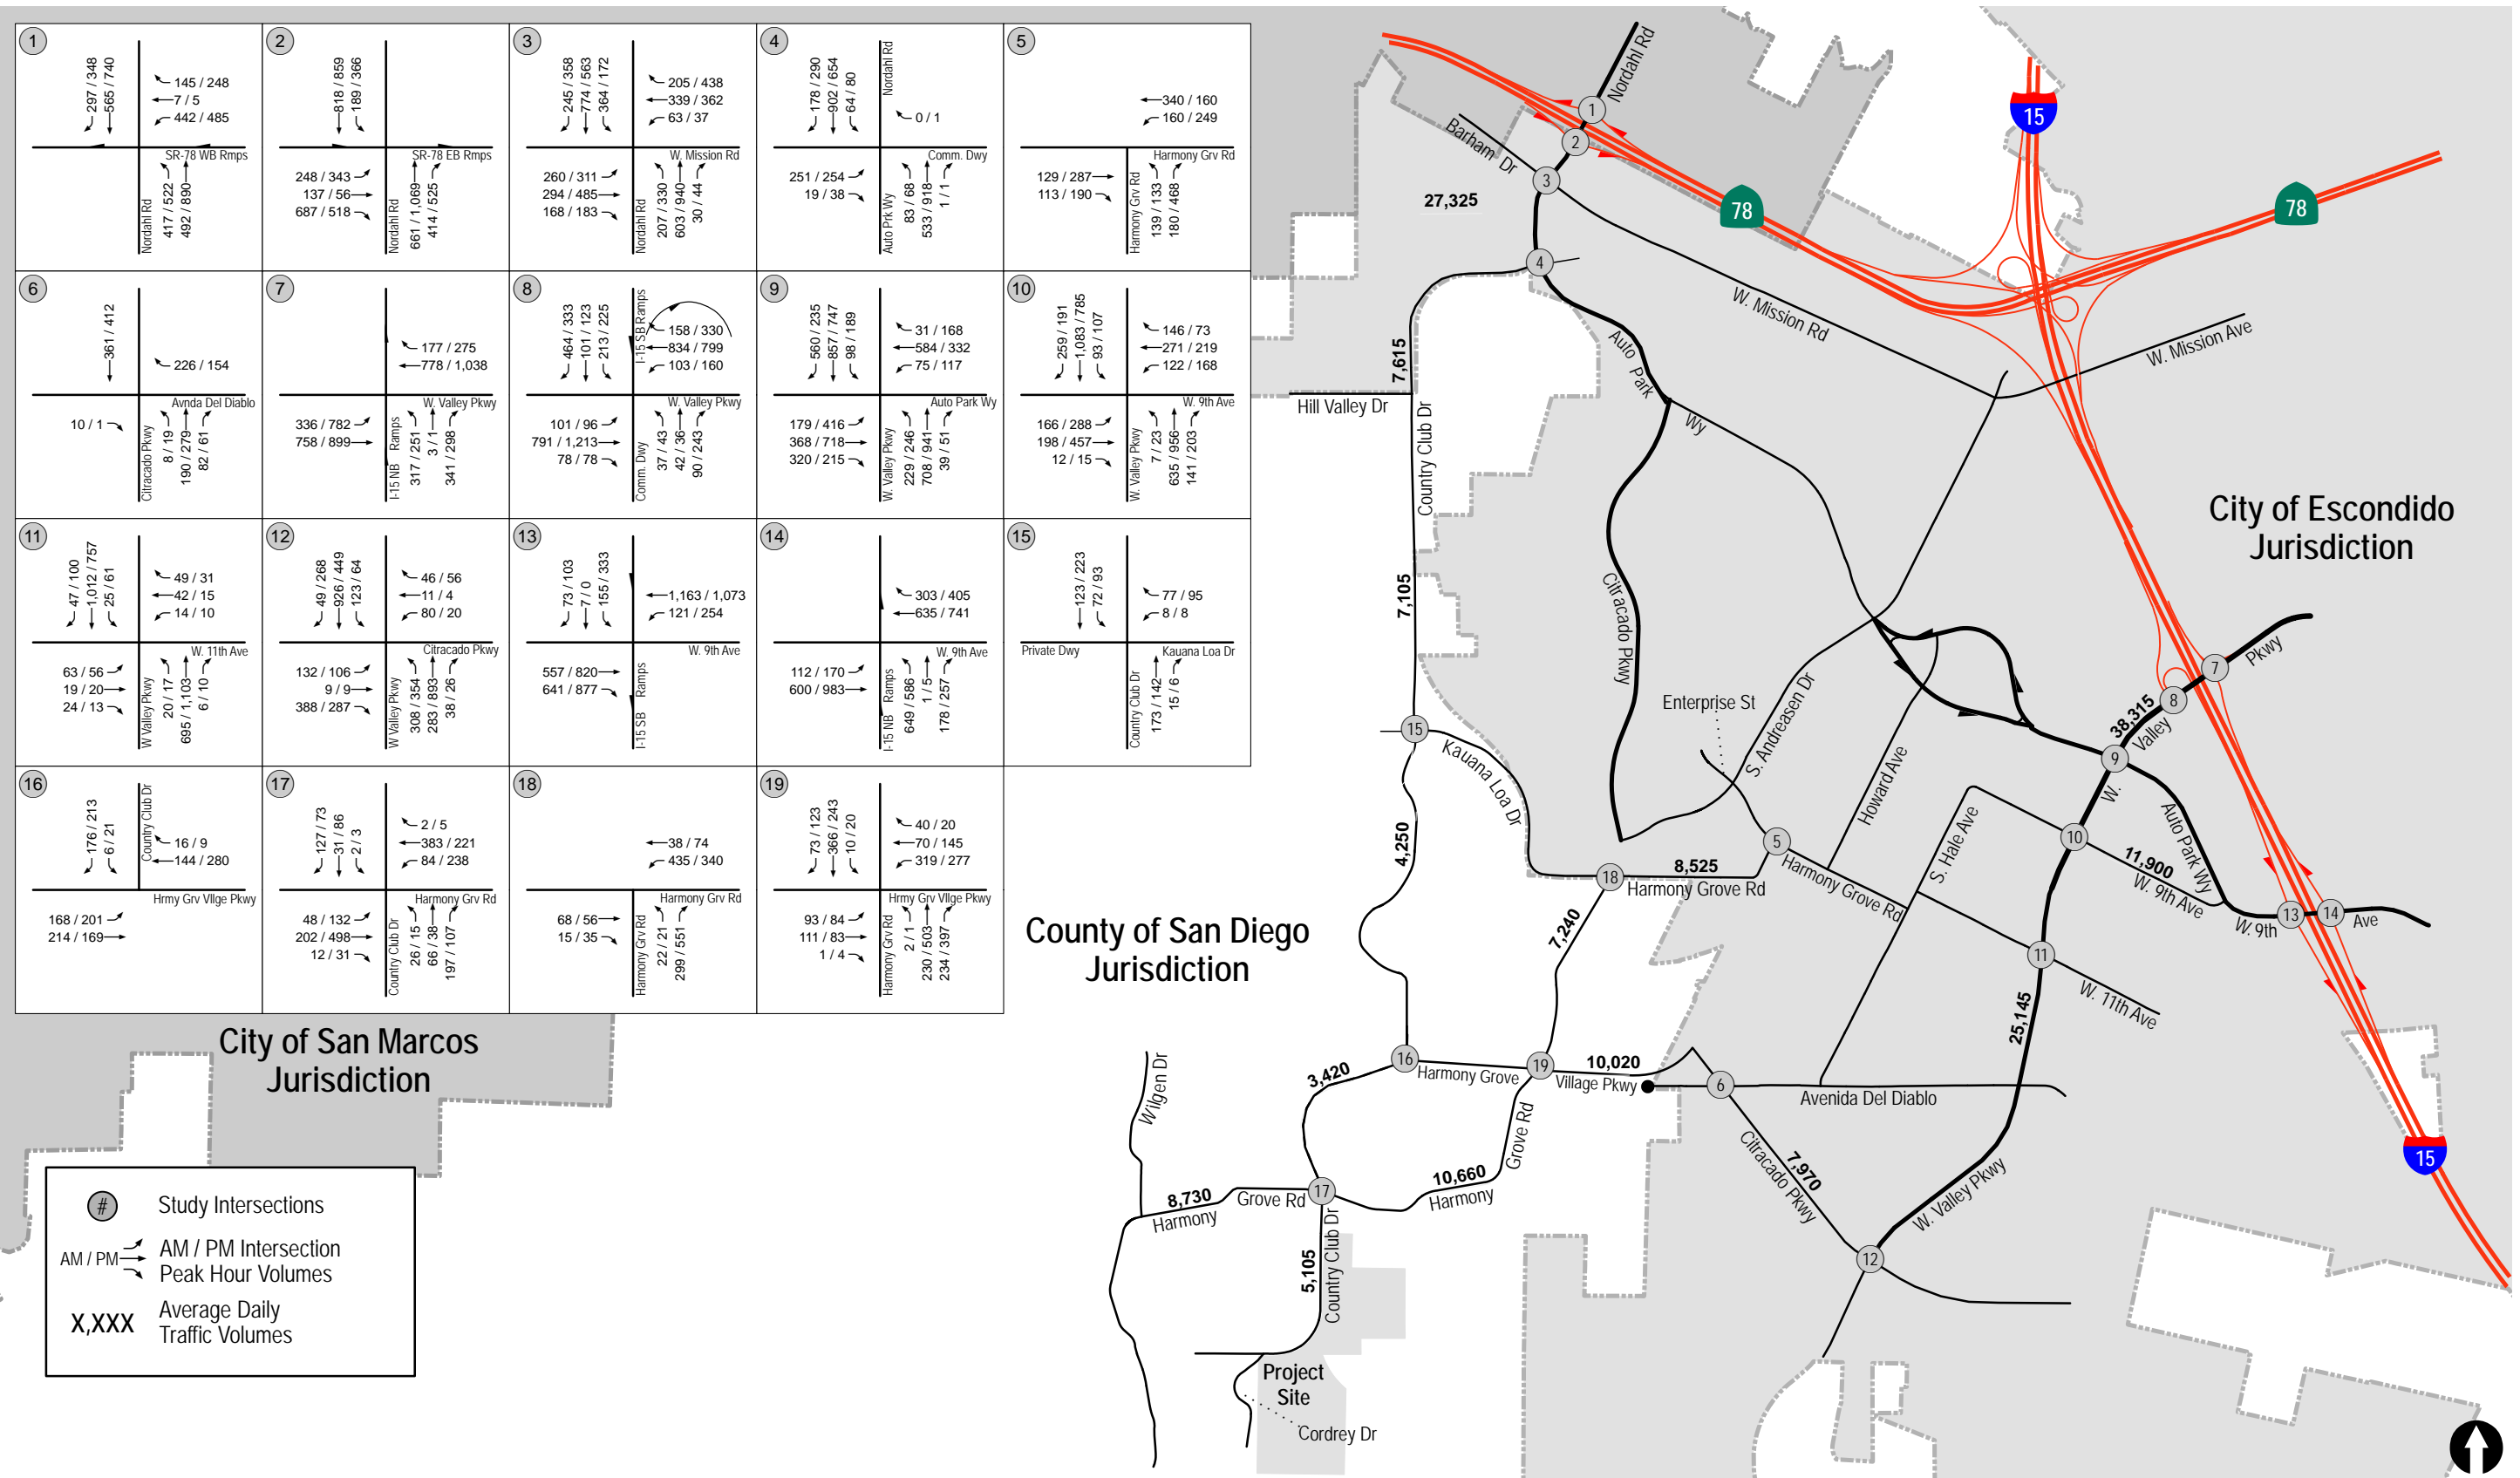 1
297 / 348
565 / 740
145 / 248
7 / 5
442 / 485
SR-78 WB Rmps
Nordahl Rd
417 / 522
492 / 890
2
818 / 859
189 / 366
SR-78 EB Rmps
248 / 343
137 / 56
687 / 518
Nordahl Rd
661 / 1,069
414 / 525
3
245 / 358
774 / 563
364 / 172
205 / 438
339 / 362
63 / 37
W. Mission Rd
260 / 311
294 / 485
168 / 183
Nordahl Rd
207 / 330
603 / 940
30 / 44
4
178 / 290
902 / 654
64 / 80
Nordahl Rd
0 / 1
Comm. Dwy
251 / 254
19 / 38
Auto Prk Wy
83 / 68
533 / 918
1 / 1
5
340 / 160
160 / 249
Harmony Grv Rd
129 / 287
113 / 190
Harmony Grv Rd
139 / 133
180 / 468
6
361 / 412
226 / 154
Avnda Del Diablo
10 / 1
Citracado Pkwy
8 / 19
190 / 279
82 / 61
7
177 / 275
778 / 1,038
W. Valley Pkwy
336 / 782
758 / 899
I-15 NB Ramps
317 / 251
3 / 1
341 / 298
8
464 / 333
101 / 123
213 / 225
I-15 SB Ramps
158 / 330
834 / 799
103 / 160
W. Valley Pkwy
101 / 96
791 / 1,213
78 / 78
Comm. Dwy
37 / 43
42 / 36
90 / 243
9
560 / 235
857 / 747
98 / 189
31 / 168
584 / 332
75 / 117
Auto Park Wy
179 / 416
368 / 718
320 / 215
W. Valley Pkwy
229 / 246
708 / 941
39 / 51
10
259 / 191
1,083 / 785
93 / 107
146 / 73
271 / 219
122 / 168
W. 9th Ave
166 / 288
198 / 457
12 / 15
W. Valley Pkwy
7 / 23
635 / 956
141 / 203
11
47 / 100
1,012 / 757
25 / 61
49 / 31
42 / 15
14 / 10
W. 11th Ave
63 / 56
19 / 20
24 / 13
W Valley Pkwy
20 / 17
695 / 1,103
6 / 10
12
49 / 268
926 / 449
123 / 64
46 / 56
11 / 4
80 / 20
Citracado Pkwy
132 / 106
9 / 9
388 / 287
W Valley Pkwy
308 / 354
283 / 893
38 / 26
13
73 / 103
7 / 0
155 / 333
1,163 / 1,073
121 / 254
W. 9th Ave
557 / 820
641 / 877
I-15 SB Ramps
14
303 / 405
635 / 741
W. 9th Ave
112 / 170
600 / 983
I-15 NB Ramps
649 / 586
1 / 5
178 / 257
15
123 / 223
72 / 93
77 / 95
8 / 8
Private Dwy
Kauana Loa Dr
Country Club Dr
173 / 142
15 / 6
16
176 / 213
6 / 21
Country Club Dr
16 / 9
144 / 280
Hrmy Grv Vllge Pkwy
168 / 201
214 / 169
17
127 / 73
31 / 86
2 / 3
2 / 5
383 / 221
84 / 238
Harmony Grv Rd
48 / 132
202 / 498
12 / 31
Country Club Dr
26 / 15
66 / 38
197 / 107
18
38 / 74
435 / 340
Harmony Grv Rd
68 / 56
15 / 35
Harmony Grv Rd
22 / 21
299 / 551
19
73 / 123
366 / 243
10 / 20
40 / 20
70 / 145
319 / 277
Hrmy Grv Vllge Pkwy
93 / 84
111 / 83
1 / 4
Harmony Grv Rd
2 / 1
230 / 503
234 / 397
City of San Marcos
Jurisdiction
# Study Intersections
AM / PM
AM / PM Intersection
Peak Hour Volumes
X,XXX
Average Daily
Traffic Volumes
Nordahl Rd
1
2
3
4
Barham Dr
27,325
78
15
78
W. Mission Rd
W. Mission Ave
Auto Park Wy
7,615
Hill Valley Dr
Country Club Dr
7,105
Citracado Pkwy
City of Escondido
Jurisdiction
Enterprise St
S. Andreasen Dr
Howard Ave
7
Pkwy
8
38,315
Valley
9
W.
15
Kauana Loa Dr
4,250
5
S. Hale Ave
10
Auto Park Wy
11,900
W. 9th Ave
18
8,525
Harmony Grove Rd
Harmony Grove Rd
13
14
W. 9th
Ave
County of San Diego
Jurisdiction
7,240
11
W. 11th Ave
25,145
16
Harmony Grove
19
10,020
Village Pkwy
6
Avenida Del Diablo
3,420
Wilgen Dr
Grove Rd
Citracado Pkwy
7,970
15
8,730
Grove Rd
17
10,660
Harmony
Harmony
W. Valley Pkwy
12
5,105
Country Club Dr
Project
Site
Cordrey Dr